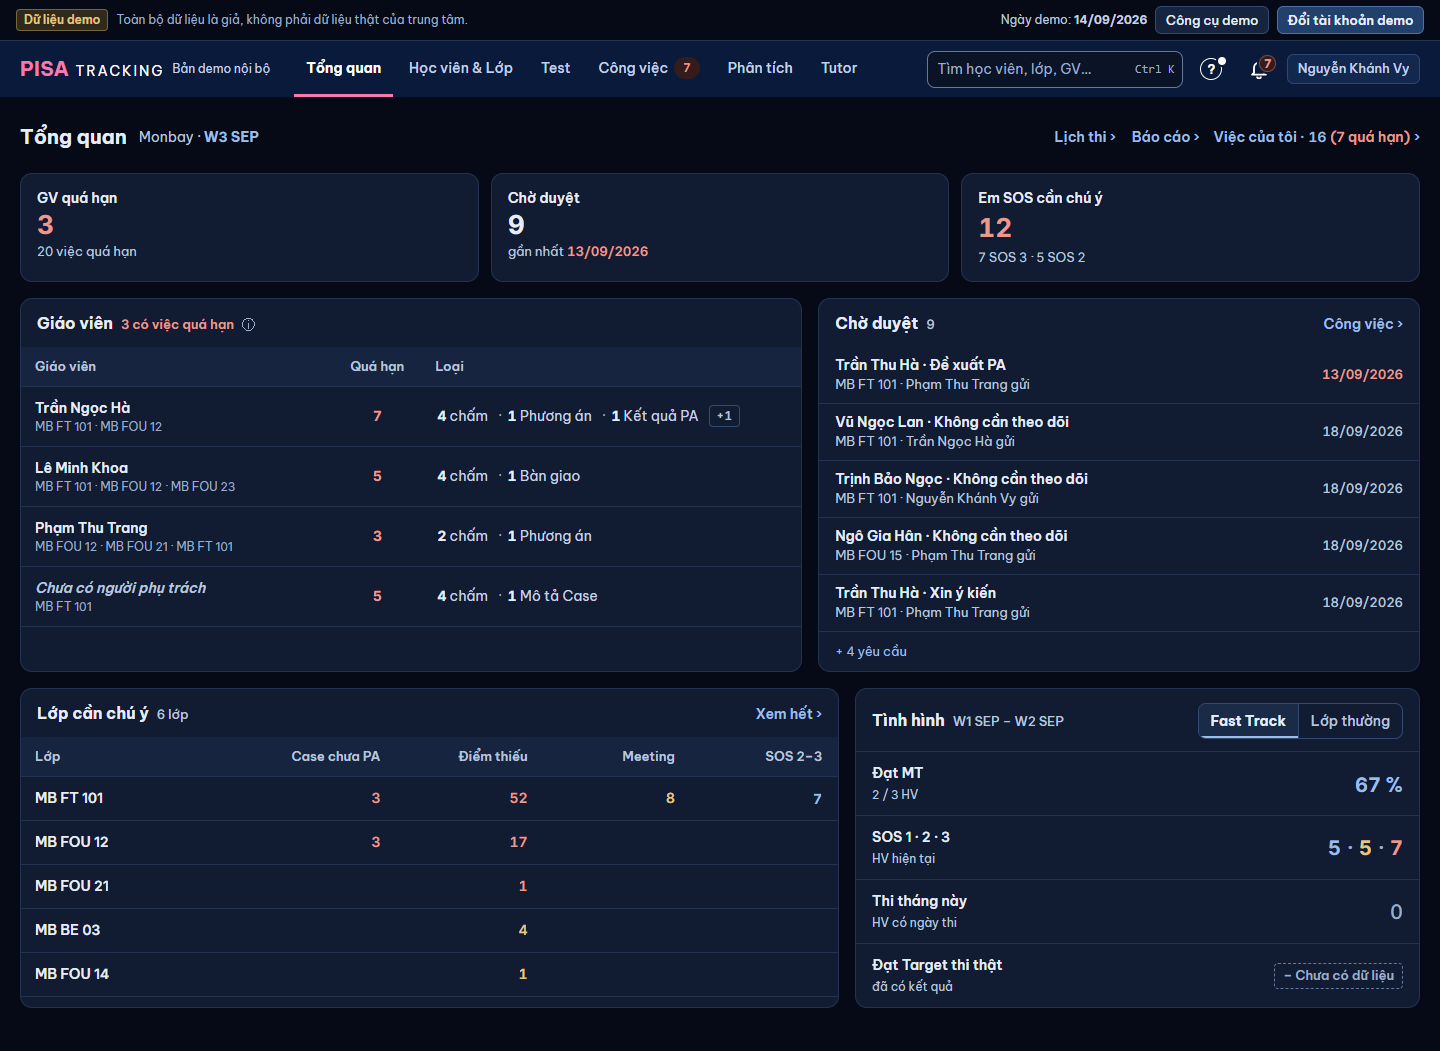 Dữ liệu demo Toàn bộ dữ liệu là giả, không phải dữ liệu thật của trung tâm. Ngày demo: 14/09/2026 Công cụ demo Đổi tài khoản demo
PISA TRACKING Bản demo nội bộ Tổng quan Học viên & Lớp Test Công việc 7 Phân tích Tutor Tìm học viên, lớp, GV... Ctrl K ? 7 Nguyễn Khánh Vy
Tổng quan Monbay · W3 SEP Lịch thi › Báo cáo › Việc của tôi · 16 (7 quá hạn) ›
GV quá hạn
3
20 việc quá hạn
Chờ duyệt
9
gần nhất 13/09/2026
Em SOS cần chú ý
12
7 SOS 3 · 5 SOS 2
Giáo viên 3 có việc quá hạn ⓘ
Giáo viên Quá hạn Loại
Trần Ngọc Hà
MB FT 101 · MB FOU 12
7 4 chấm · 1 Phương án · 1 Kết quả PA +1
Lê Minh Khoa
MB FT 101 · MB FOU 12 · MB FOU 23
5 4 chấm · 1 Bàn giao
Phạm Thu Trang
MB FOU 12 · MB FOU 21 · MB FT 101
3 2 chấm · 1 Phương án
Chưa có người phụ trách
MB FT 101
5 4 chấm · 1 Mô tả Case
Chờ duyệt 9 Công việc ›
Trần Thu Hà · Đề xuất PA
MB FT 101 · Phạm Thu Trang gửi
13/09/2026
Vũ Ngọc Lan · Không cần theo dõi
MB FT 101 · Trần Ngọc Hà gửi
18/09/2026
Trịnh Bảo Ngọc · Không cần theo dõi
MB FT 101 · Nguyễn Khánh Vy gửi
18/09/2026
Ngô Gia Hân · Không cần theo dõi
MB FOU 15 · Phạm Thu Trang gửi
18/09/2026
Trần Thu Hà · Xin ý kiến
MB FT 101 · Phạm Thu Trang gửi
18/09/2026
+ 4 yêu cầu
Lớp cần chú ý 6 lớp Xem hết ›
Lớp Case chưa PA Điểm thiếu Meeting SOS 2–3
MB FT 101 3 52 8 7
MB FOU 12 3 17
MB FOU 21 1
MB BE 03 4
MB FOU 14 1
Tình hình W1 SEP – W2 SEP Fast Track Lớp thường
Đạt MT
2 / 3 HV
67 %
SOS 1 · 2 · 3
HV hiện tại
5 · 5 · 7
Thi tháng này
HV có ngày thi
0
Đạt Target thi thật
đã có kết quả
– Chưa có dữ liệu